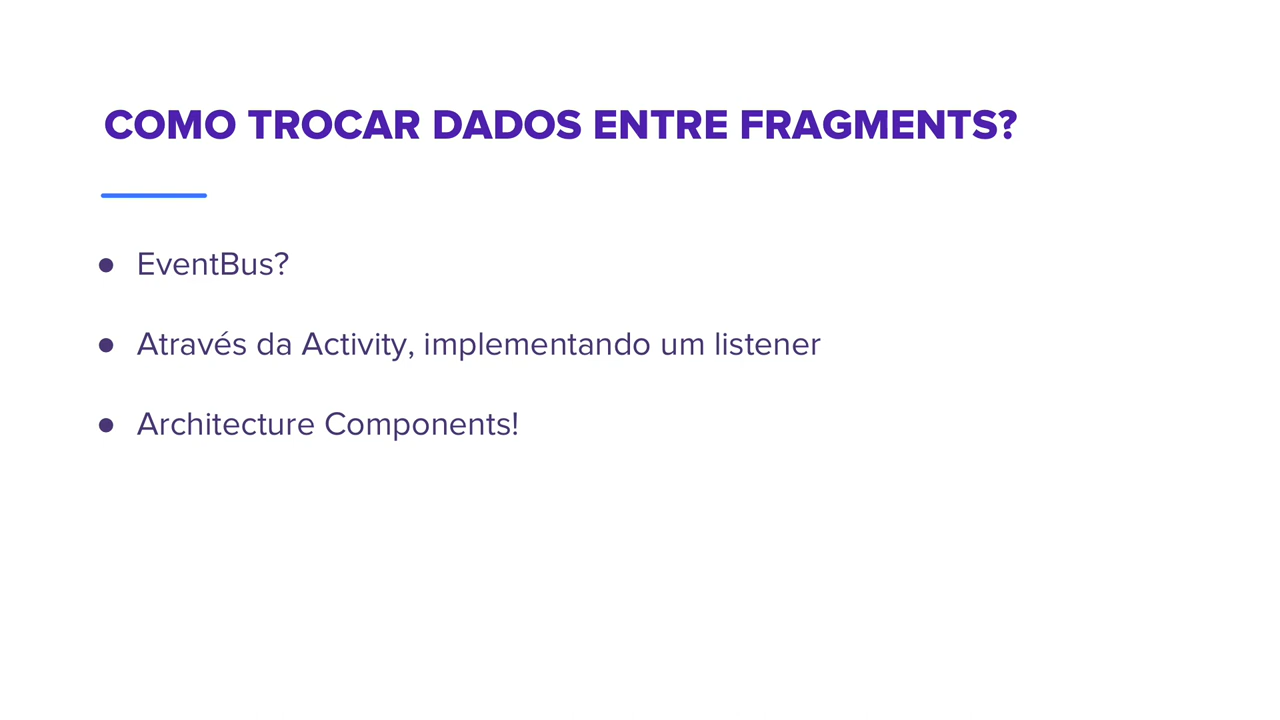 COMO TROCAR DADOS ENTRE FRAGMENTS?
● EventBus?
● Através da Activity, implementando um listener
● Architecture Components!